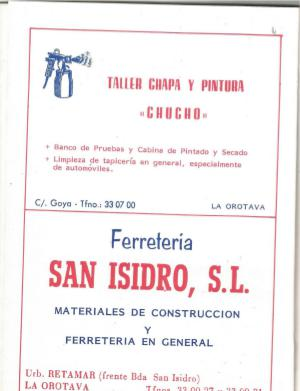 TALLER CHAPA Y PINTURA
«CHUCHO»
+ Banco de Pruebas y Cabina de Pintado y Secado
+ Limpieza de tapicería en general, especialmente
de automóviles.
C/. Goya - Tfno.: 33 07 00 LA OROTAVA
Ferretería
SAN ISIDRO, S.L.
MATERIALES DE CONSTRUCCION
Y
FERRETERIA EN GENERAL
Urb. RETAMAR (frente Bda San Isidro)
LA OROTAVA